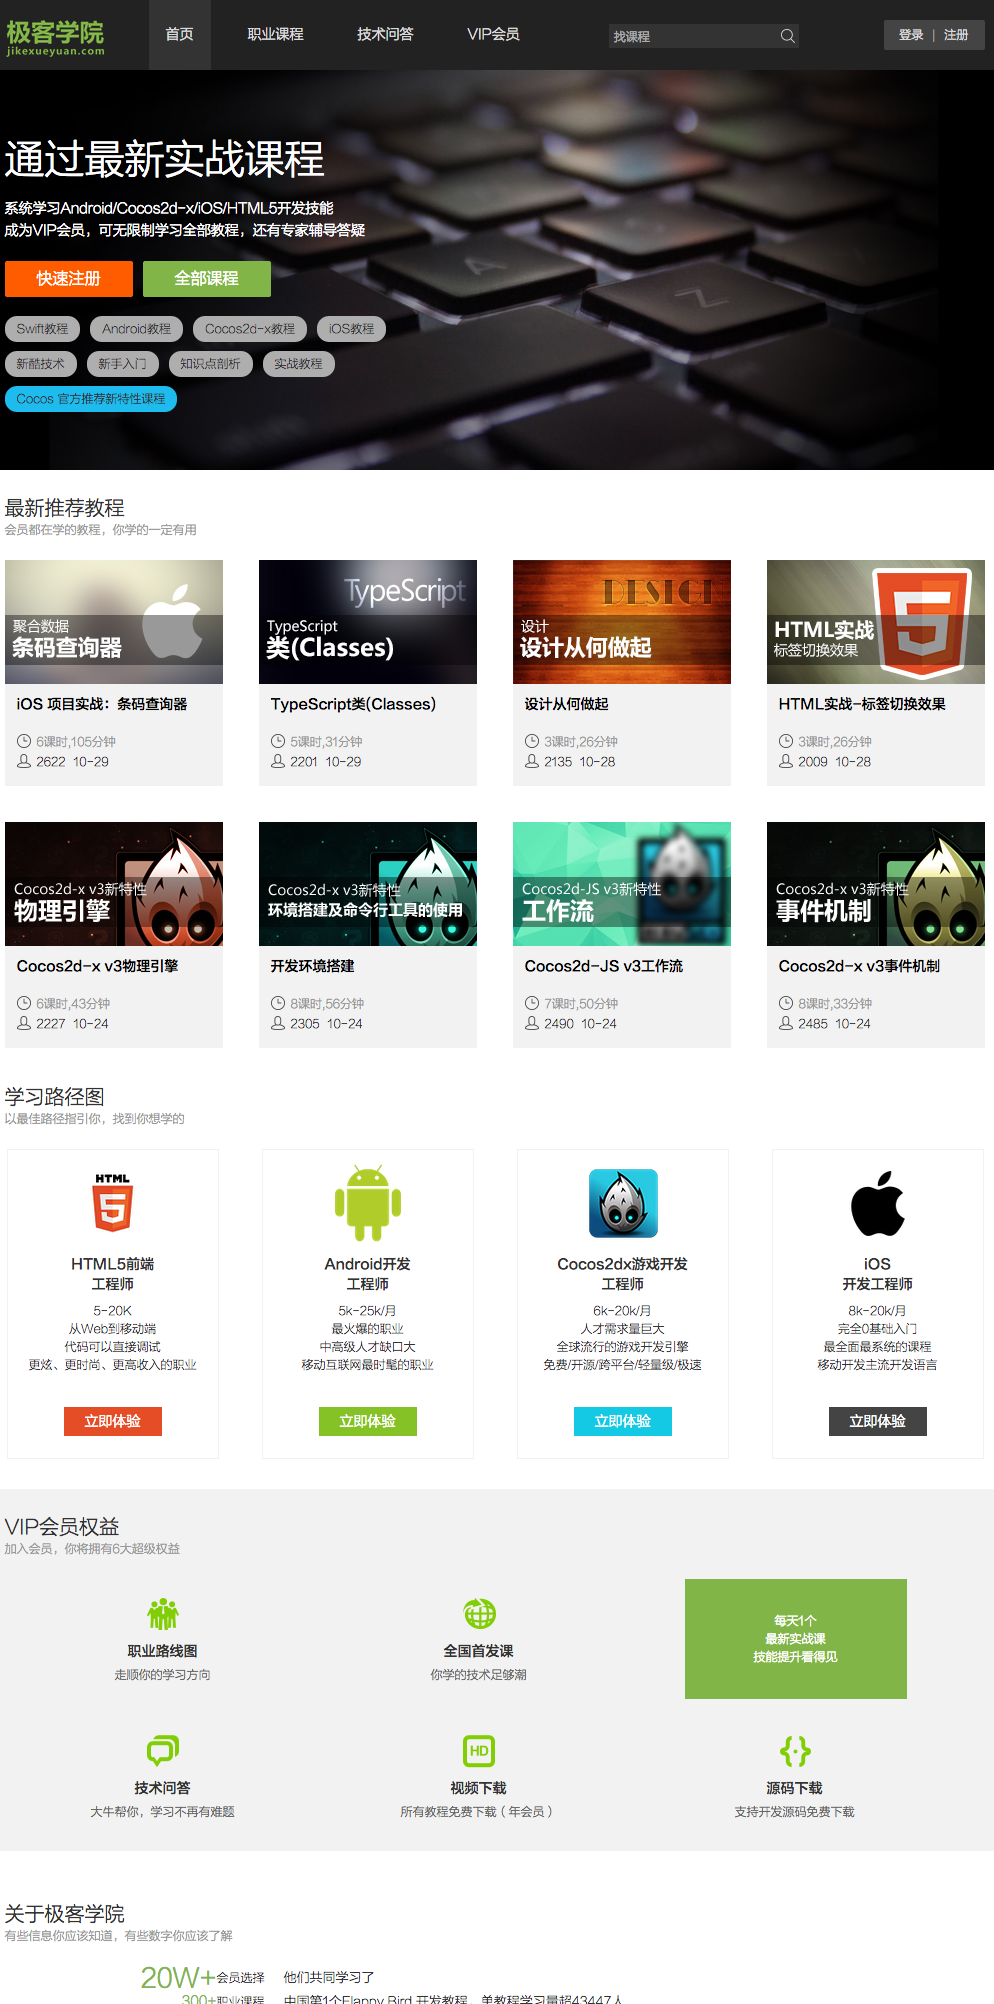 极客学院
jikexueyuan.com
首页 职业课程 技术问答 VIP会员 找课程 登录 | 注册
通过最新实战课程
系统学习Android/Cocos2d-x/iOS/HTML5开发技能
成为VIP会员，可无限制学习全部教程，还有专家辅导答疑
快速注册 全部课程
Swift教程 Android教程 Cocos2d-x教程 iOS教程
新酷技术 新手入门 知识点剖析 实战教程
Cocos 官方推荐新特性课程
最新推荐教程
会员都在学的教程，你学的一定有用
聚合数据
条码查询器
iOS 项目实战：条码查询器
6课时,105分钟
2622 10-29
TypeScript
TypeScript
类(Classes)
TypeScript类(Classes)
5课时,31分钟
2201 10-29
DESIGN
设计
设计从何做起
设计从何做起
3课时,26分钟
2135 10-28
5
HTML实战
标签切换效果
HTML实战-标签切换效果
3课时,26分钟
2009 10-28
Cocos2d-x v3新特性
物理引擎
Cocos2d-x v3物理引擎
6课时,43分钟
2227 10-24
Cocos2d-x v3新特性
环境搭建及命令行工具的使用
开发环境搭建
8课时,56分钟
2305 10-24
Cocos2d-JS v3新特性
工作流
Cocos2d-JS v3工作流
7课时,50分钟
2490 10-24
Cocos2d-x v3新特性
事件机制
Cocos2d-x v3事件机制
8课时,33分钟
2485 10-24
学习路径图
以最佳路径指引你，找到你想学的
HTML
5
HTML5前端
工程师
5-20K
从Web到移动端
代码可以直接调试
更炫、更时尚、更高收入的职业
立即体验
Android开发
工程师
5k-25k/月
最火爆的职业
中高级人才缺口大
移动互联网最时髦的职业
立即体验
Cocos2dx游戏开发
工程师
6k-20k/月
人才需求量巨大
全球流行的游戏开发引擎
免费/开源/跨平台/轻量级/极速
立即体验
iOS
开发工程师
8k-20k/月
完全0基础入门
最全面最系统的课程
移动开发主流开发语言
立即体验
VIP会员权益
加入会员，你将拥有6大超级权益
职业路线图
走顺你的学习方向
全国首发课
你学的技术足够潮
每天1个
最新实战课
技能提升看得见
技术问答
大牛帮你，学习不再有难题
HD
视频下载
所有教程免费下载（年会员）
源码下载
支持开发源码免费下载
关于极客学院
有些信息你应该知道，有些数字你应该了解
20W+会员选择 他们共同学习了
300+职业课程 中国第1个Flappy Bird 开发教程，单教程学习量超43447人